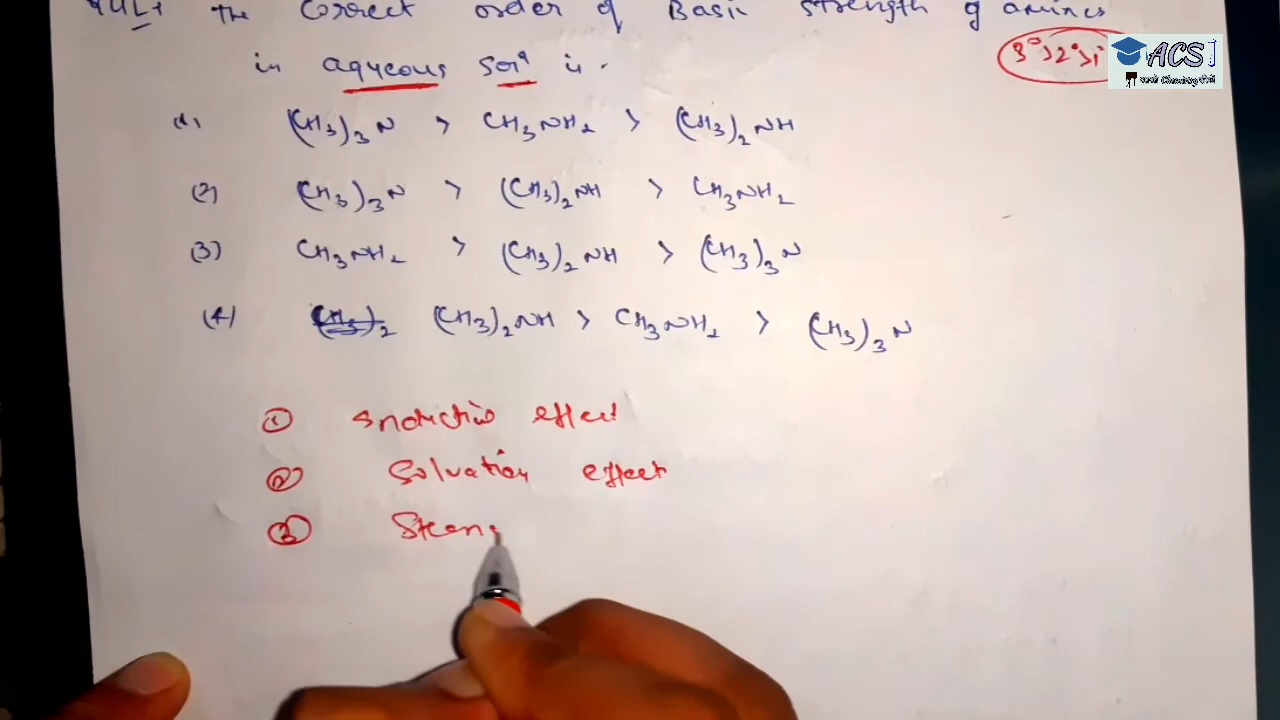 The Correct order of Basic strength of amines
in aqueous solⁿ is.
3°>2°>1°
ACS
(1) (CH₃)₃N > CH₃NH₂ > (CH₃)₂NH
(2) (CH₃)₃N > (CH₃)₂NH > CH₃NH₂
(3) CH₃NH₂ > (CH₃)₂NH > (CH₃)₃N
(4) (CH₃)₂ (CH₃)₂NH > CH₃NH₂ > (CH₃)₃N
① Inductive effect
② Solvation effect
③ Steri